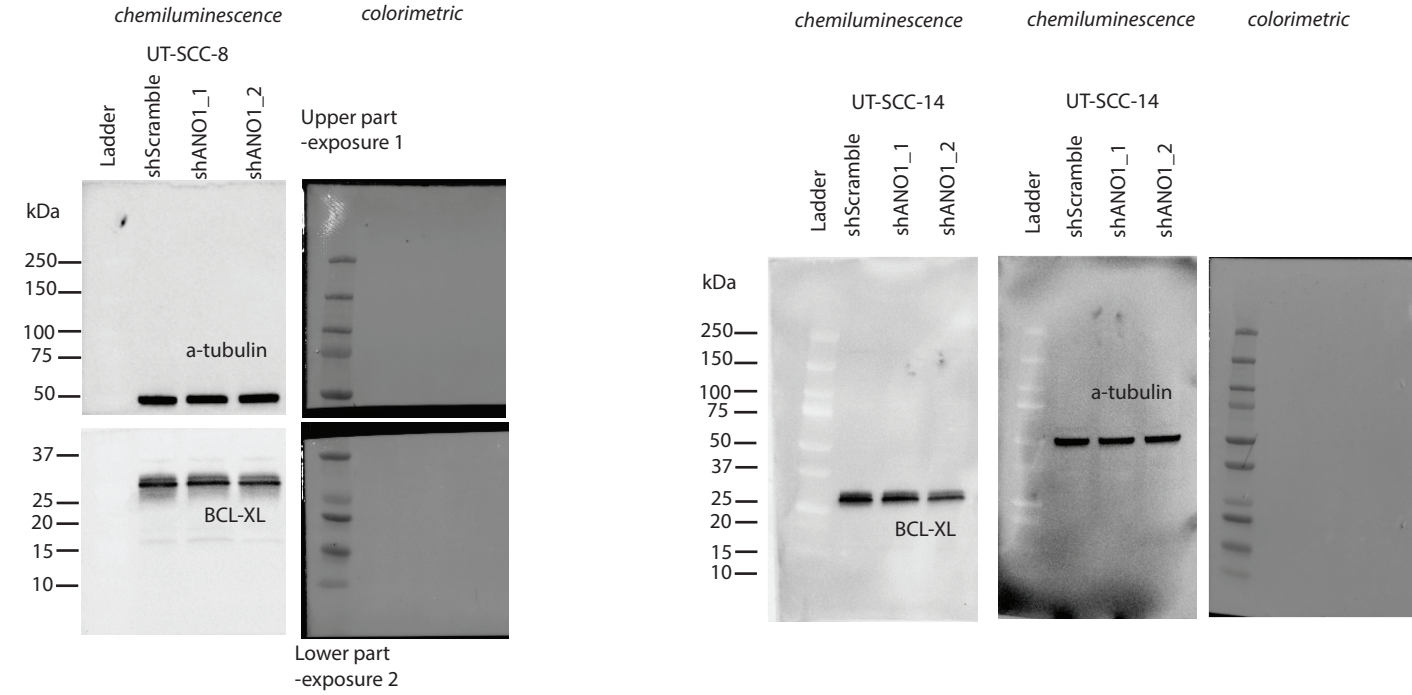 chemiluminescence
colorimetric
UT-SCC-8
Ladder
shScramble
shANO1_1
shANO1_2
Upper part
-exposure 1
kDa
250
150
100
75
a-tubulin
50
37
25
BCL-XL
20
15
10
Lower part
-exposure 2
chemiluminescence
chemiluminescence
colorimetric
UT-SCC-14
UT-SCC-14
Ladder
shScramble
shANO1_1
shANO1_2
Ladder
shScramble
shANO1_1
shANO1_2
kDa
250
150
100
75
a-tubulin
50
37
25
20
BCL-XL
15
10